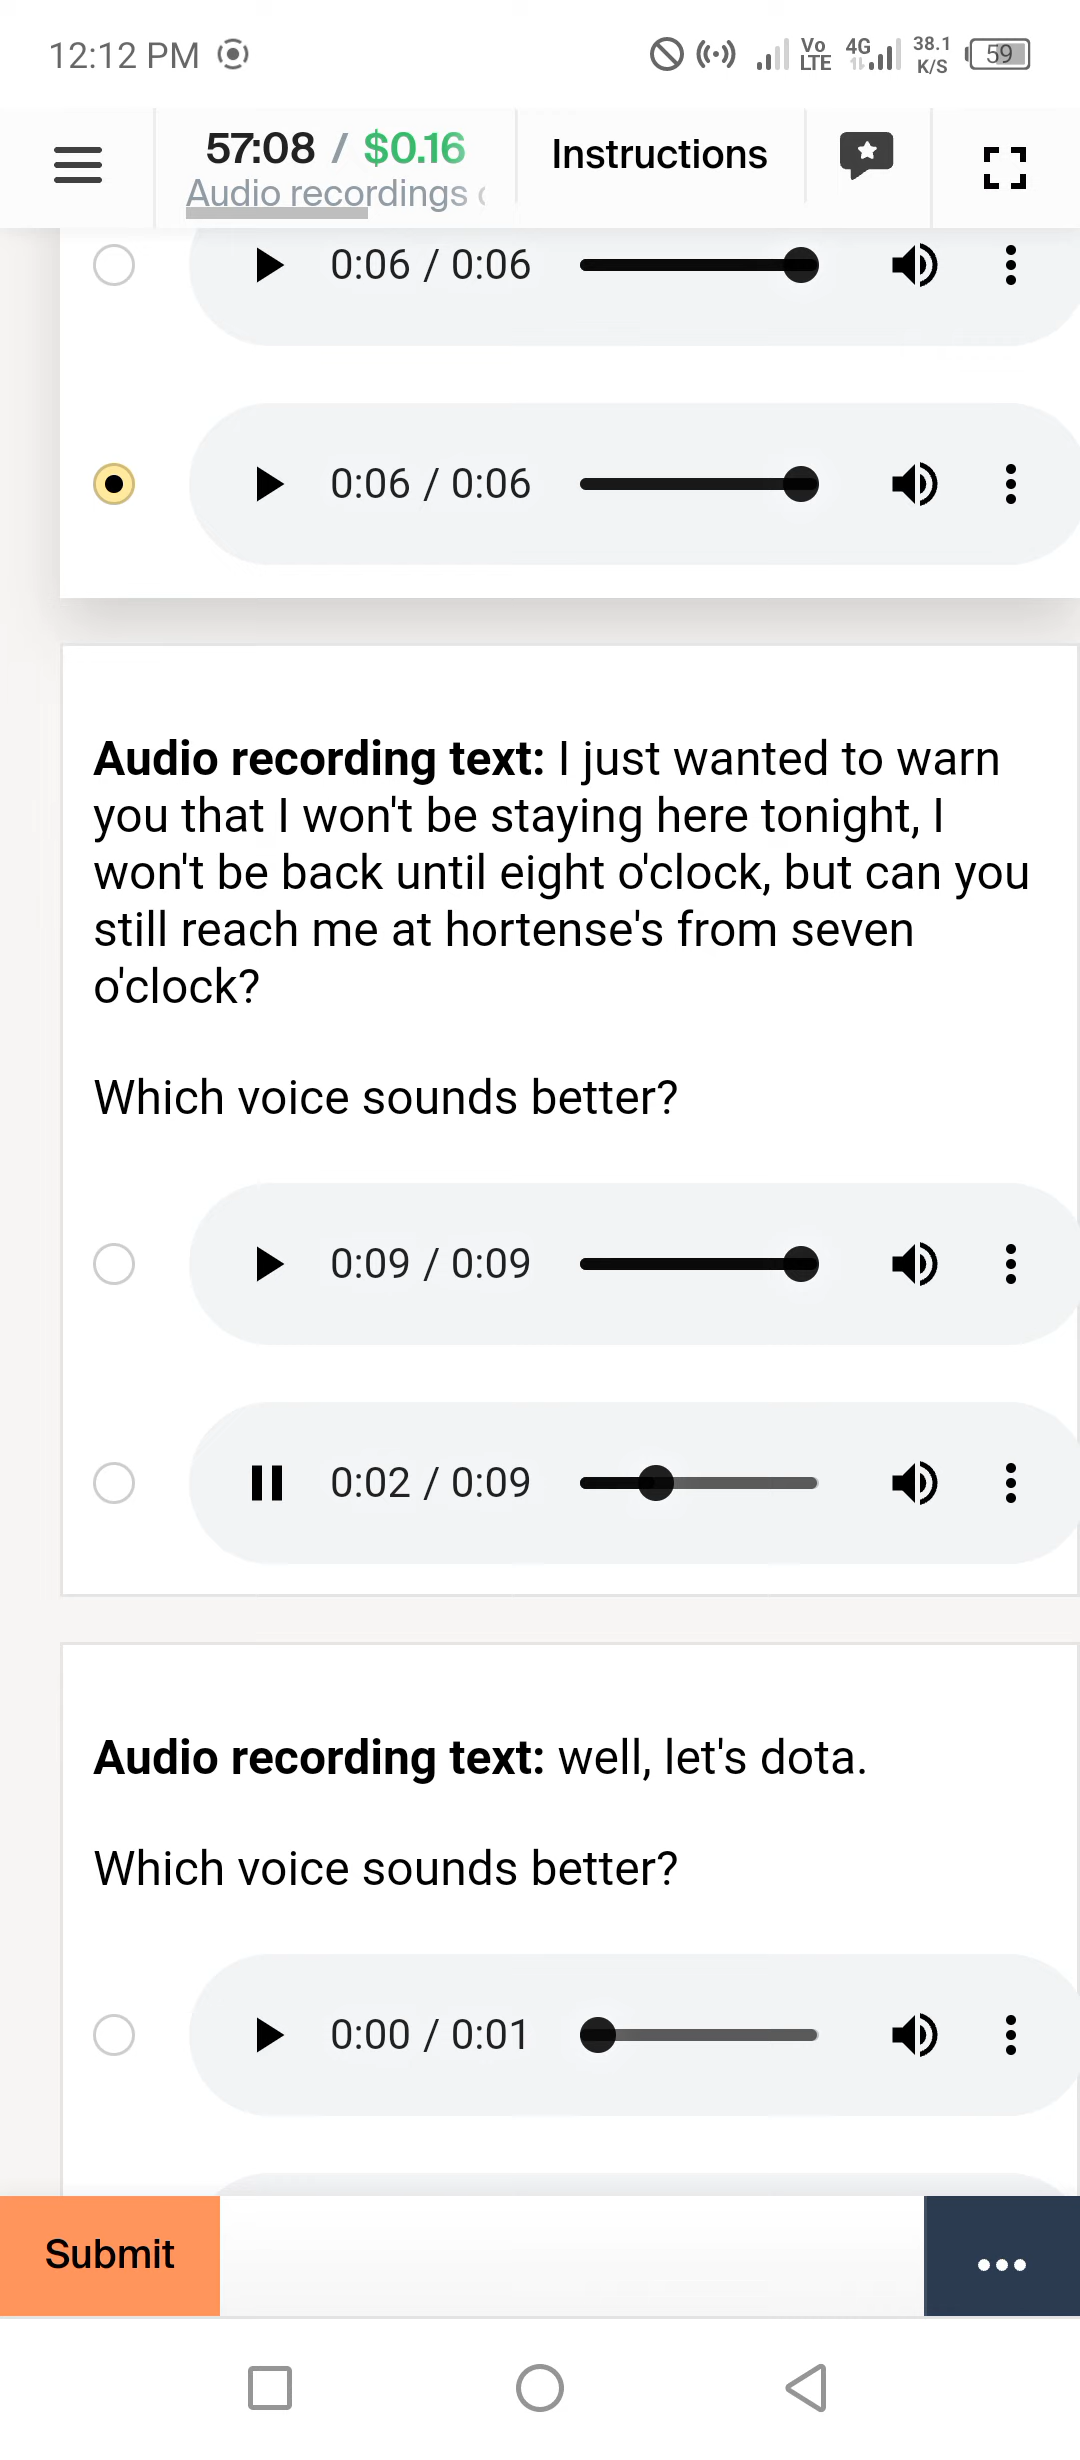 12:12 PM
Vo LTE 4G 38.1 K/S 59
57:08 / $0.16
Audio recordings
Instructions
0:06 / 0:06
0:06 / 0:06
Audio recording text: I just wanted to warn
you that I won't be staying here tonight, I
won't be back until eight o'clock, but can you
still reach me at hortense's from seven
o'clock?
Which voice sounds better?
0:09 / 0:09
0:02 / 0:09
Audio recording text: well, let's dota.
Which voice sounds better?
0:00 / 0:01
Submit